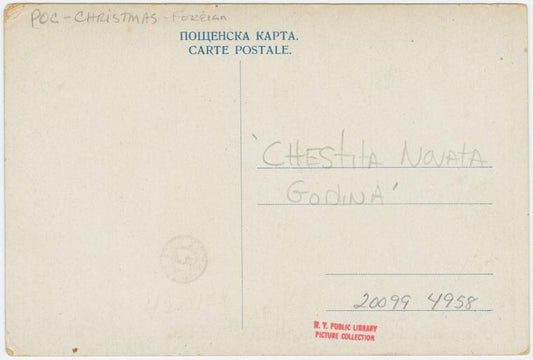 POC - CHRISTMAS - Foreign
ПОЩЕНСКА КАРТА.
CARTE POSTALE.
'CHESTITA NOVATA
GODINA'
20099 4958
N. Y. PUBLIC LIBRARY
PICTURE COLLECTION